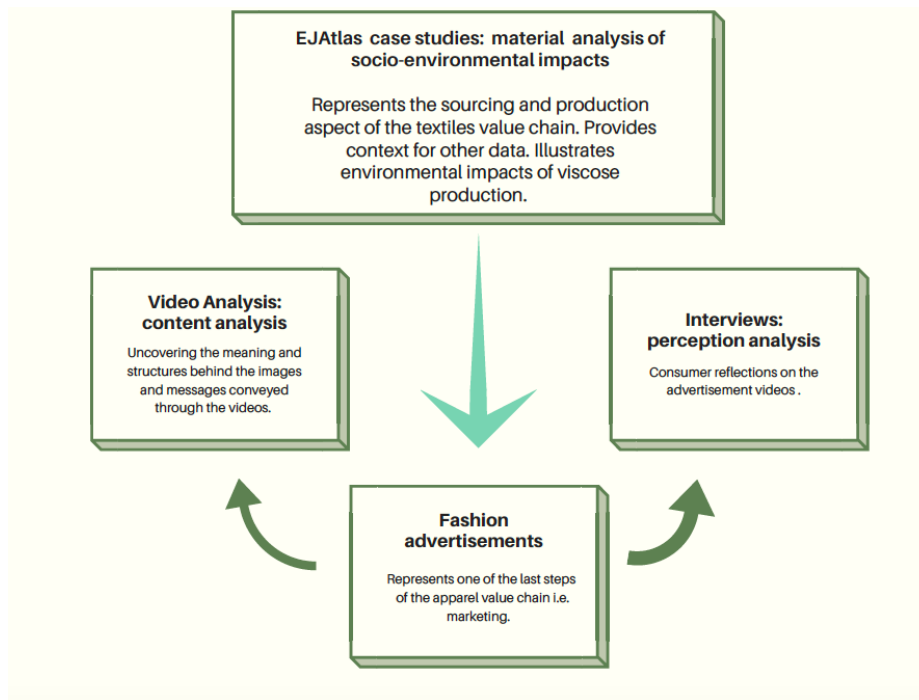 EJAtlas case studies: material analysis of
socio-environmental impacts
Represents the sourcing and production
aspect of the textiles value chain. Provides
context for other data. Illustrates
environmental impacts of viscose
production.
Video Analysis:
content analysis
Uncovering the meaning and
structures behind the images
and messages conveyed
through the videos.
Interviews:
perception analysis
Consumer reflections on the
advertisement videos .
Fashion
advertisements
Represents one of the last steps
of the apparel value chain i.e.
marketing.